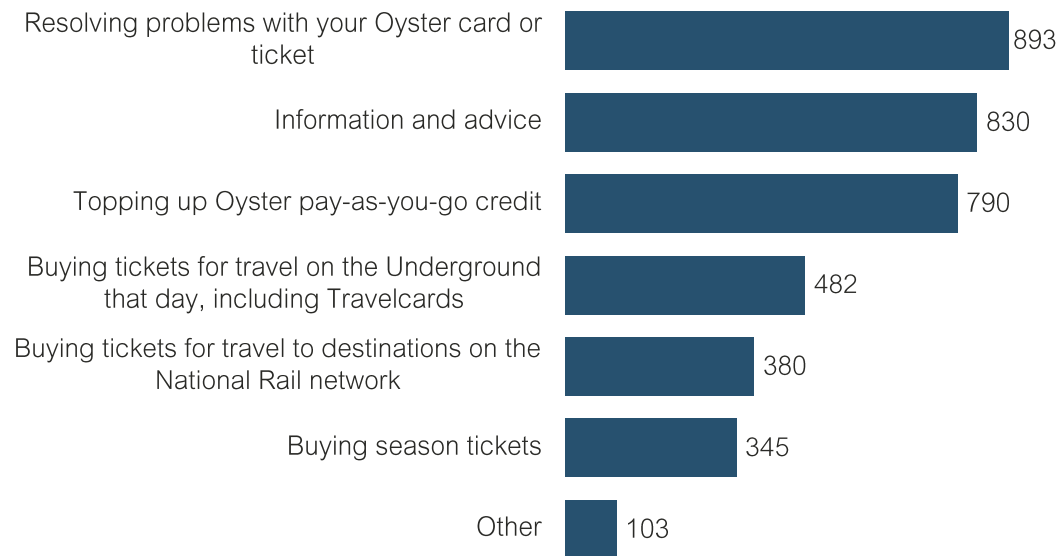 Resolving problems with your Oyster card or
ticket
893
Information and advice
830
Topping up Oyster pay-as-you-go credit
790
Buying tickets for travel on the Underground
that day, including Travelcards
482
Buying tickets for travel to destinations on the
National Rail network
380
Buying season tickets
345
Other
103